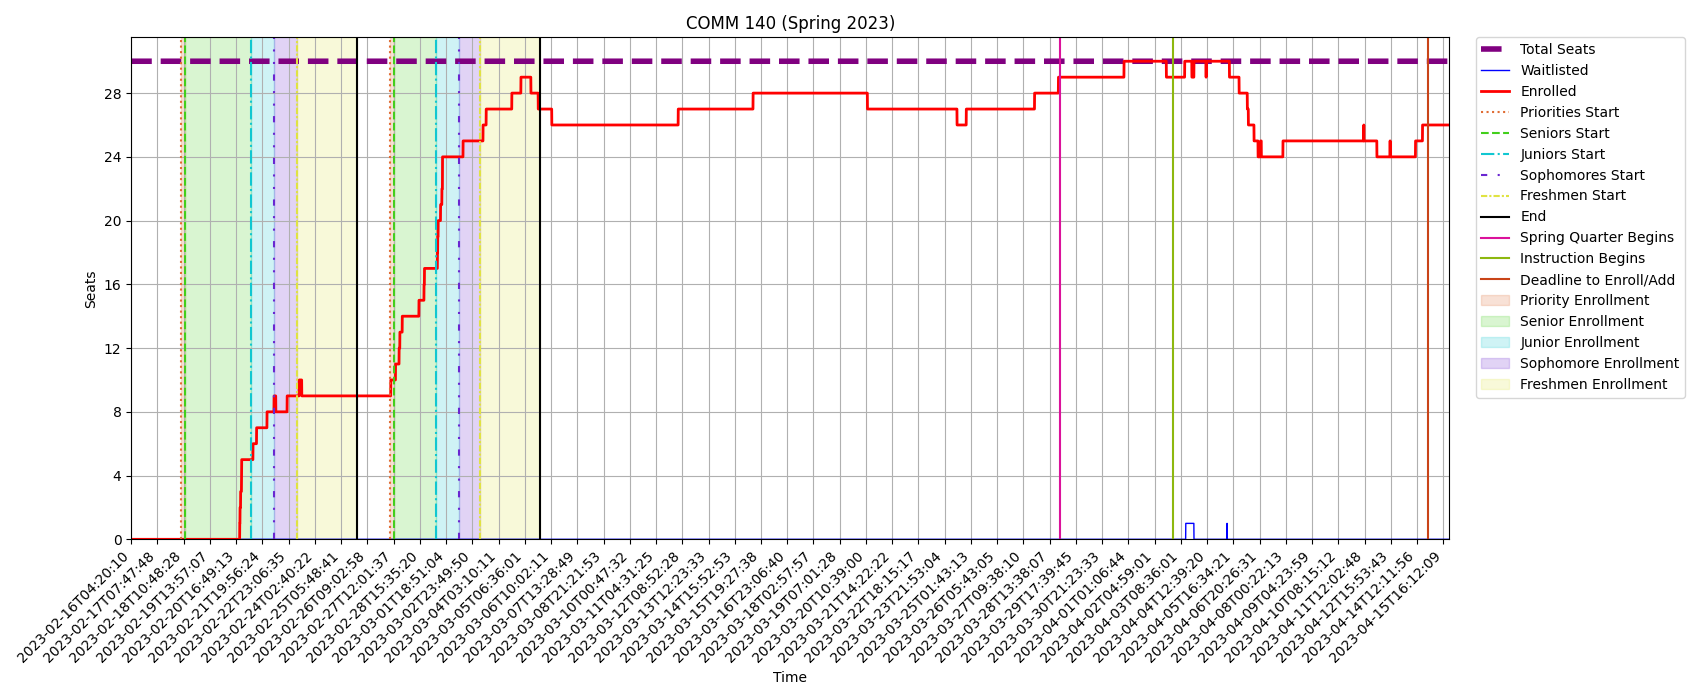 COMM 140 (Spring 2023)
Total Seats
Waitlisted
Enrolled
Priorities Start
Seniors Start
Juniors Start
Sophomores Start
Freshmen Start
End
Spring Quarter Begins
Instruction Begins
Deadline to Enroll/Add
Priority Enrollment
Senior Enrollment
Junior Enrollment
Sophomore Enrollment
Freshmen Enrollment
Seats
28
24
20
16
12
8
4
0
2023-02-16T04:20:10
2023-02-17T07:47:48
2023-02-18T10:48:28
2023-02-19T13:57:07
2023-02-20T16:49:13
2023-02-21T19:56:24
2023-02-22T23:06:35
2023-02-24T02:40:22
2023-02-25T05:48:41
2023-02-26T09:02:58
2023-02-27T12:01:37
2023-02-28T15:35:20
2023-03-01T18:51:04
2023-03-02T23:49:50
2023-03-04T03:10:11
2023-03-05T06:36:01
2023-03-06T10:02:11
2023-03-07T13:28:49
2023-03-08T21:21:53
2023-03-10T00:47:32
2023-03-11T04:31:25
2023-03-12T08:52:28
2023-03-13T12:23:33
2023-03-14T15:52:53
2023-03-15T19:27:38
2023-03-16T23:06:40
2023-03-18T02:57:57
2023-03-19T07:01:28
2023-03-20T10:39:00
2023-03-21T14:22:22
2023-03-22T18:15:17
2023-03-23T21:53:04
2023-03-25T01:43:13
2023-03-26T05:43:05
2023-03-27T09:38:10
2023-03-28T13:38:07
2023-03-29T17:39:45
2023-03-30T21:23:33
2023-04-01T01:06:44
2023-04-02T04:59:01
2023-04-03T08:36:01
2023-04-04T12:39:20
2023-04-05T16:34:21
2023-04-06T20:26:31
2023-04-08T00:22:13
2023-04-09T04:23:59
2023-04-10T08:15:12
2023-04-11T12:02:48
2023-04-12T15:53:43
2023-04-14T12:11:56
2023-04-15T16:12:09
Time